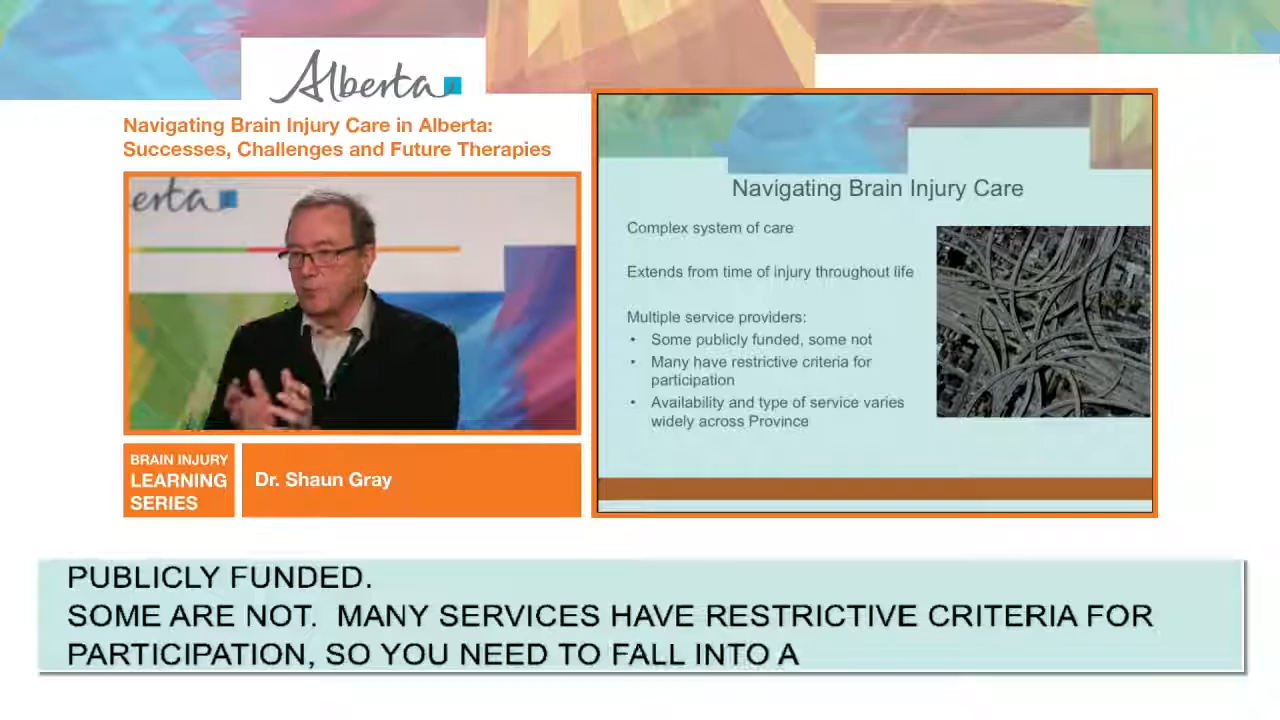 Alberta
Navigating Brain Injury Care in Alberta:
Successes, Challenges and Future Therapies
erta
BRAIN INJURY
LEARNING
SERIES
Dr. Shaun Gray
Navigating Brain Injury Care
Complex system of care
Extends from time of injury throughout life
Multiple service providers:
• Some publicly funded, some not
• Many have restrictive criteria for
participation
• Availability and type of service varies
widely across Province
PUBLICLY FUNDED.
SOME ARE NOT. MANY SERVICES HAVE RESTRICTIVE CRITERIA FOR
PARTICIPATION, SO YOU NEED TO FALL INTO A